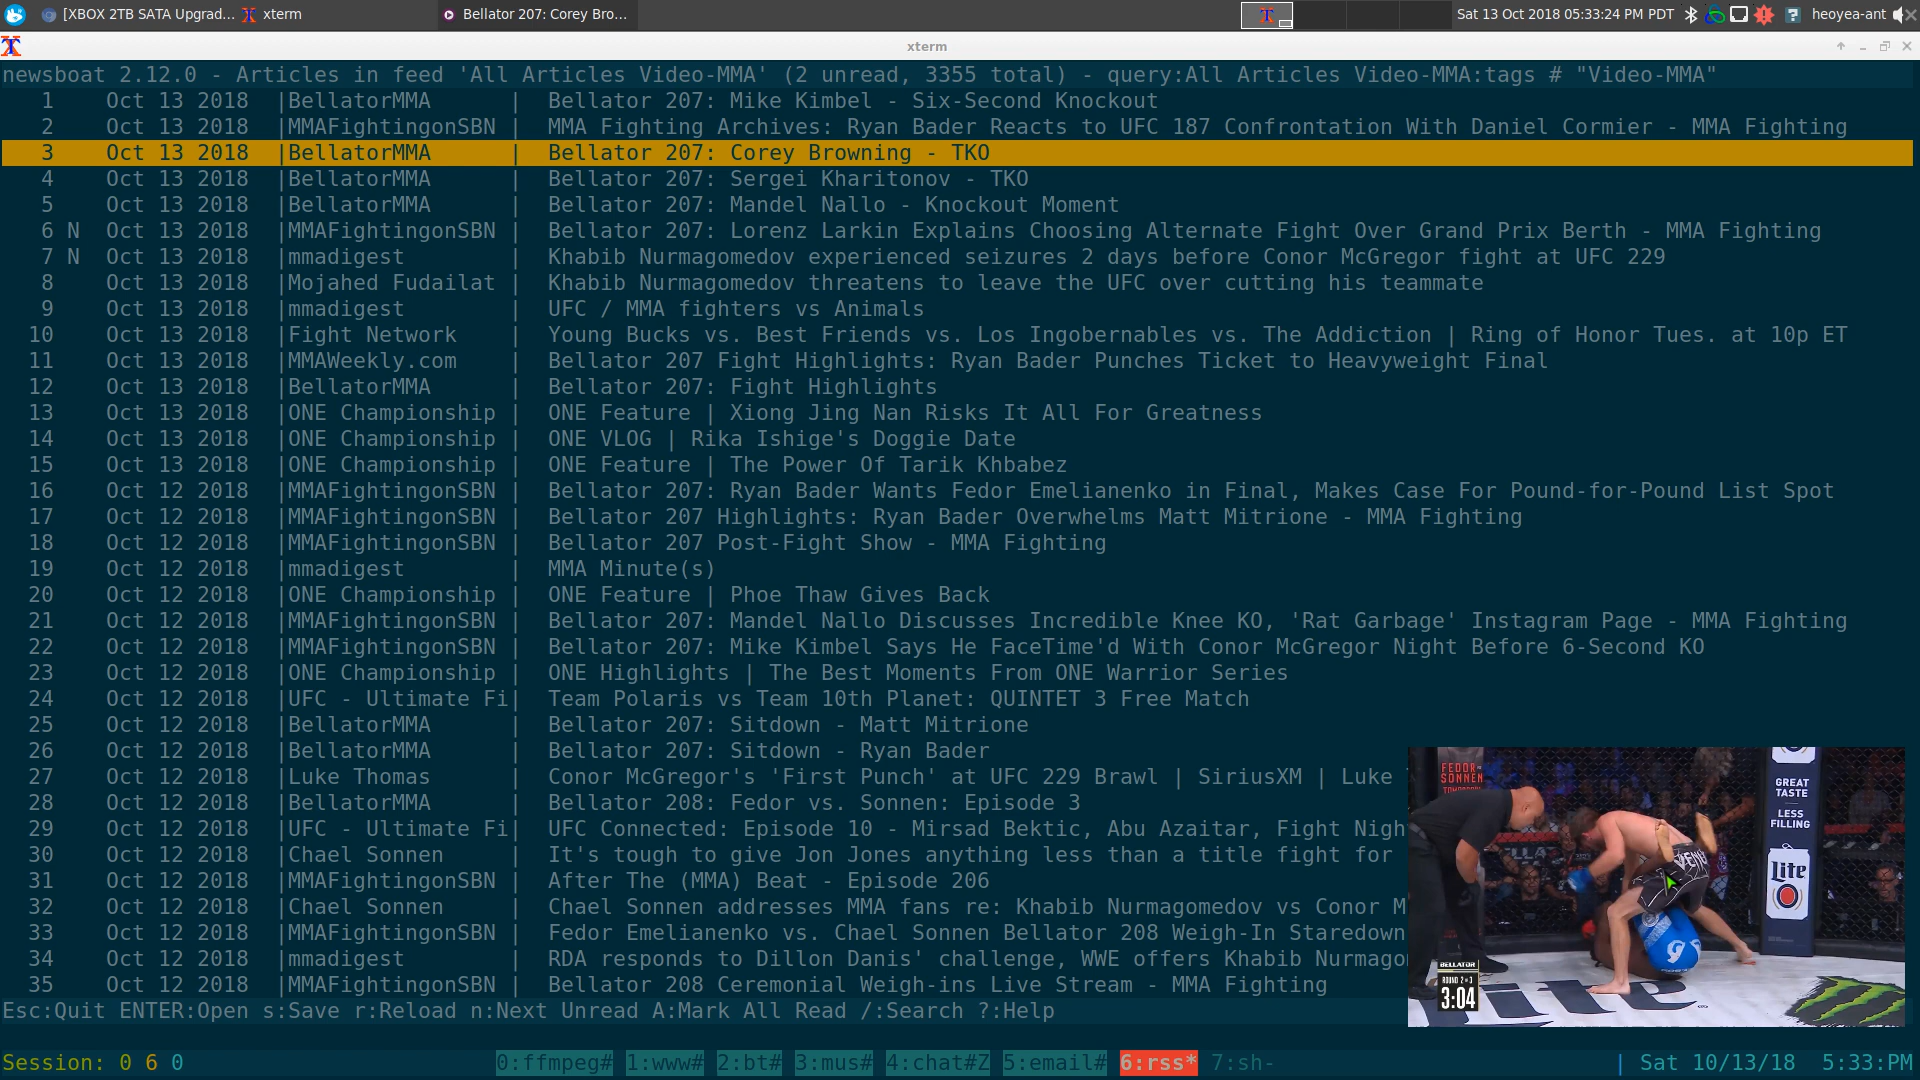 [XBOX 2TB SATA Upgrad... xterm Bellator 207: Corey Bro... Sat 13 Oct 2018 05:33:24 PM PDT heoyea-ant
xterm
newsboat 2.12.0 - Articles in feed 'All Articles Video-MMA' (2 unread, 3355 total) - query:All Articles Video-MMA:tags # "Video-MMA"
1 Oct 13 2018 |BellatorMMA | Bellator 207: Mike Kimbel - Six-Second Knockout
2 Oct 13 2018 |MMAFightingonSBN | MMA Fighting Archives: Ryan Bader Reacts to UFC 187 Confrontation With Daniel Cormier - MMA Fighting
3 Oct 13 2018 |BellatorMMA | Bellator 207: Corey Browning - TKO
4 Oct 13 2018 |BellatorMMA | Bellator 207: Sergei Kharitonov - TKO
5 Oct 13 2018 |BellatorMMA | Bellator 207: Mandel Nallo - Knockout Moment
6 N Oct 13 2018 |MMAFightingonSBN | Bellator 207: Lorenz Larkin Explains Choosing Alternate Fight Over Grand Prix Berth - MMA Fighting
7 N Oct 13 2018 |mmadigest | Khabib Nurmagomedov experienced seizures 2 days before Conor McGregor fight at UFC 229
8 Oct 13 2018 |Mojahed Fudailat | Khabib Nurmagomedov threatens to leave the UFC over cutting his teammate
9 Oct 13 2018 |mmadigest | UFC / MMA fighters vs Animals
10 Oct 13 2018 |Fight Network | Young Bucks vs. Best Friends vs. Los Ingobernables vs. The Addiction | Ring of Honor Tues. at 10p ET
11 Oct 13 2018 |MMAWeekly.com | Bellator 207 Fight Highlights: Ryan Bader Punches Ticket to Heavyweight Final
12 Oct 13 2018 |BellatorMMA | Bellator 207: Fight Highlights
13 Oct 13 2018 |ONE Championship | ONE Feature | Xiong Jing Nan Risks It All For Greatness
14 Oct 13 2018 |ONE Championship | ONE VLOG | Rika Ishige's Doggie Date
15 Oct 13 2018 |ONE Championship | ONE Feature | The Power Of Tarik Khbabez
16 Oct 12 2018 |MMAFightingonSBN | Bellator 207: Ryan Bader Wants Fedor Emelianenko in Final, Makes Case For Pound-for-Pound List Spot
17 Oct 12 2018 |MMAFightingonSBN | Bellator 207 Highlights: Ryan Bader Overwhelms Matt Mitrione - MMA Fighting
18 Oct 12 2018 |MMAFightingonSBN | Bellator 207 Post-Fight Show - MMA Fighting
19 Oct 12 2018 |mmadigest | MMA Minute(s)
20 Oct 12 2018 |ONE Championship | ONE Feature | Phoe Thaw Gives Back
21 Oct 12 2018 |MMAFightingonSBN | Bellator 207: Mandel Nallo Discusses Incredible Knee KO, 'Rat Garbage' Instagram Page - MMA Fighting
22 Oct 12 2018 |MMAFightingonSBN | Bellator 207: Mike Kimbel Says He FaceTime'd With Conor McGregor Night Before 6-Second KO
23 Oct 12 2018 |ONE Championship | ONE Highlights | The Best Moments From ONE Warrior Series
24 Oct 12 2018 |UFC - Ultimate Fi| Team Polaris vs Team 10th Planet: QUINTET 3 Free Match
25 Oct 12 2018 |BellatorMMA | Bellator 207: Sitdown - Matt Mitrione
26 Oct 12 2018 |BellatorMMA | Bellator 207: Sitdown - Ryan Bader
27 Oct 12 2018 |Luke Thomas | Conor McGregor's 'First Punch' at UFC 229 Brawl | SiriusXM | Luke
28 Oct 12 2018 |BellatorMMA | Bellator 208: Fedor vs. Sonnen: Episode 3
29 Oct 12 2018 |UFC - Ultimate Fi| UFC Connected: Episode 10 - Mirsad Bektic, Abu Azaitar, Fight Nigh
30 Oct 12 2018 |Chael Sonnen | It's tough to give Jon Jones anything less than a title fight for
31 Oct 12 2018 |MMAFightingonSBN | After The (MMA) Beat - Episode 206
32 Oct 12 2018 |Chael Sonnen | Chael Sonnen addresses MMA fans re: Khabib Nurmagomedov vs Conor M
33 Oct 12 2018 |MMAFightingonSBN | Fedor Emelianenko vs. Chael Sonnen Bellator 208 Weigh-In Staredown
34 Oct 12 2018 |mmadigest | RDA responds to Dillon Danis' challenge, WWE offers Khabib Nurmago
35 Oct 12 2018 |MMAFightingonSBN | Bellator 208 Ceremonial Weigh-ins Live Stream - MMA Fighting
FEDOR
SONNEN
TOMORROW
GREAT
TASTE
LESS
FILLING
Lite
BELLATOR
ROUND 2 of 3
3:04
Esc:Quit ENTER:Open s:Save r:Reload n:Next Unread A:Mark All Read /:Search ?:Help
Session: 0 6 0 0:ffmpeg# 1:www# 2:bt# 3:mus# 4:chat#Z 5:email# 6:rss* 7:sh- | Sat 10/13/18 5:33:PM